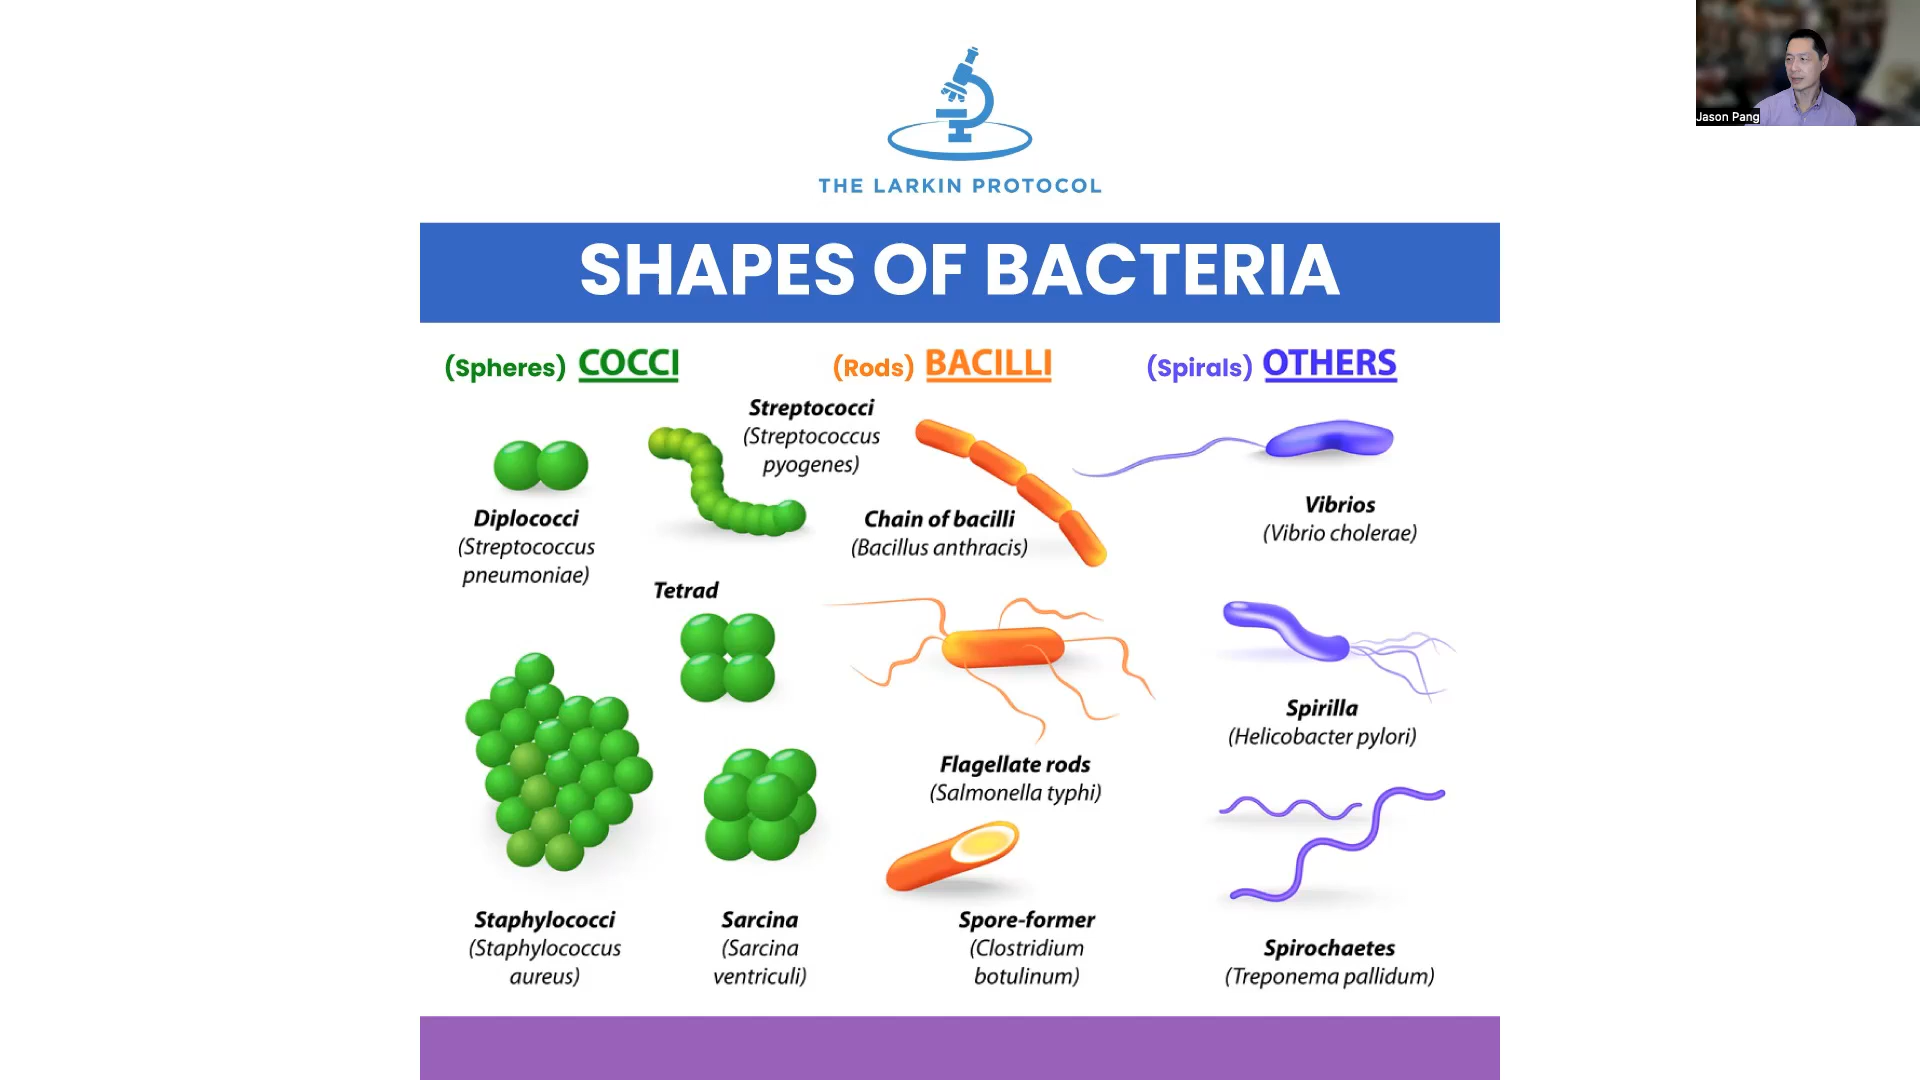 THE LARKIN PROTOCOL
Jason Pang
SHAPES OF BACTERIA
(Spheres) COCCI
(Rods) BACILLI
(Spirals) OTHERS
Diplococci
(Streptococcus
pneumoniae)
Streptococci
(Streptococcus
pyogenes)
Tetrad
Staphylococci
(Staphylococcus
aureus)
Sarcina
(Sarcina
ventriculi)
Chain of bacilli
(Bacillus anthracis)
Flagellate rods
(Salmonella typhi)
Spore-former
(Clostridium
botulinum)
Vibrios
(Vibrio cholerae)
Spirilla
(Helicobacter pylori)
Spirochaetes
(Treponema pallidum)